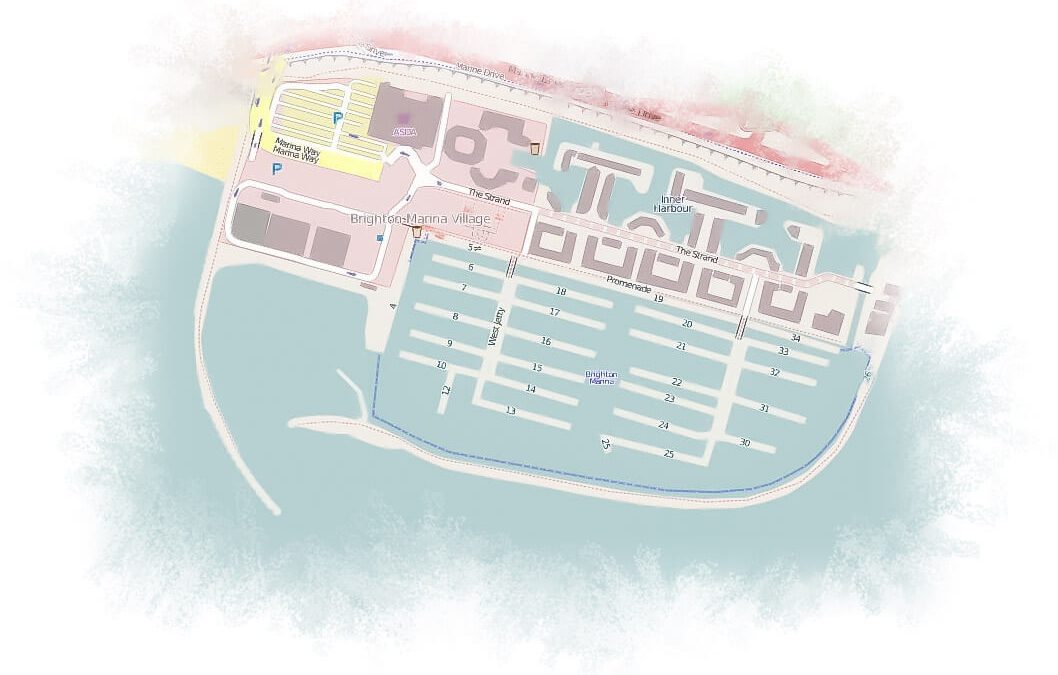 Drive
Marine Drive
Drive
P
ASDA
Marina Way
Marina Way
P
The Strand
Inner
Harbour
Brighton Marina Village
The Strand
Promenade
5
6
7
8
9
10
12
4
West Jetty
18
17
16
15
14
13
19
20
21
22
23
24
25
25
Brighton
Marina
34
33
32
31
30